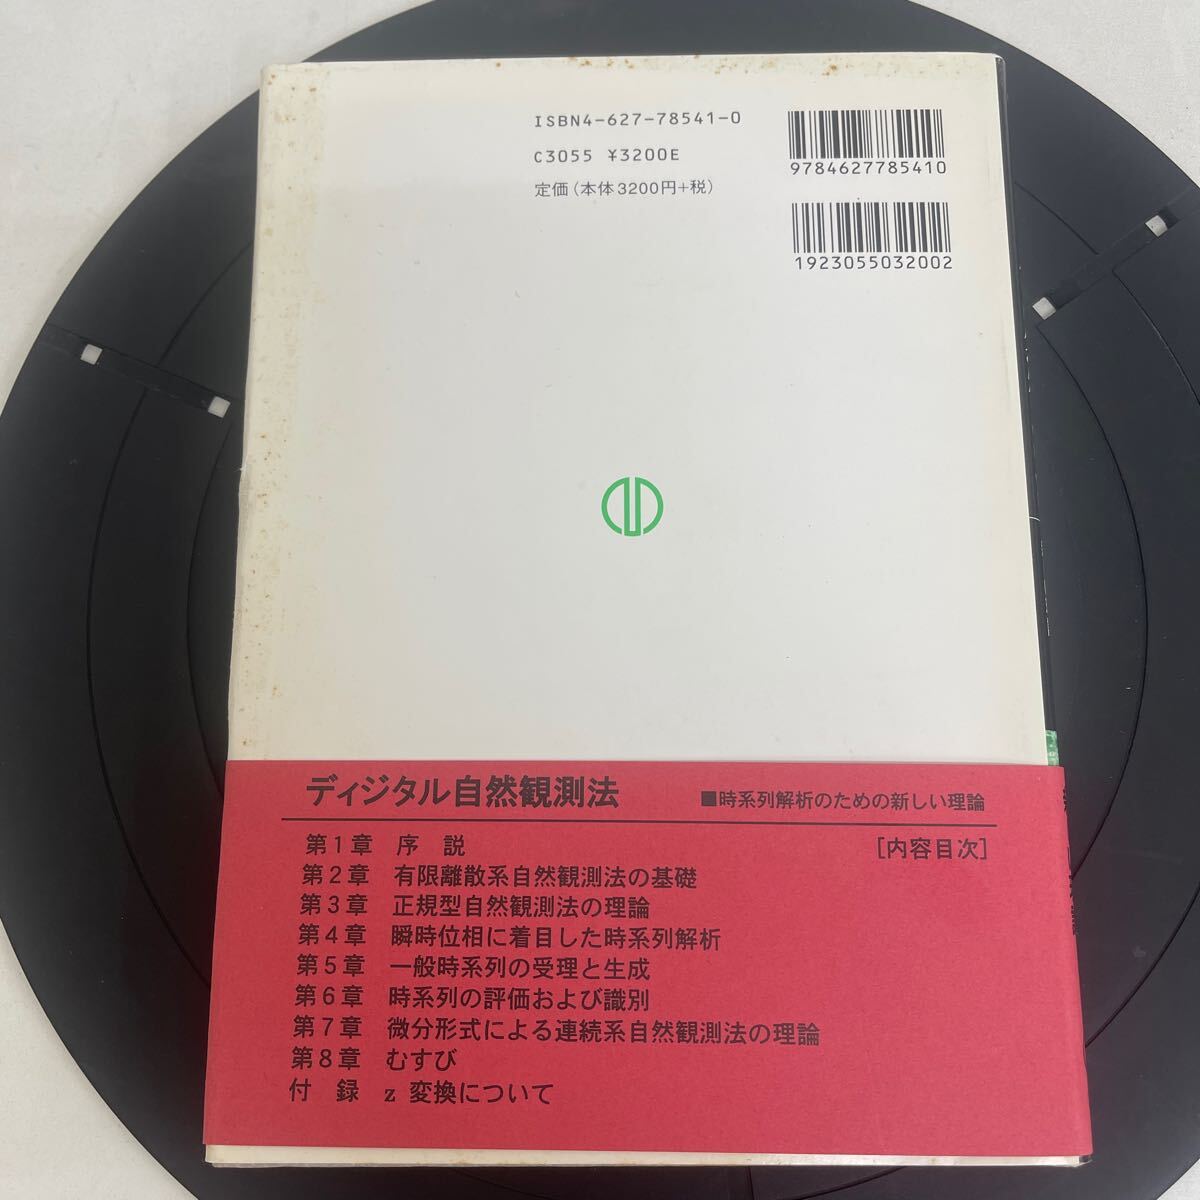 ISBN4-627-78541-0
C3055 ¥3200E
定価(本体3200円+税)
9784627785410
1923055032002
ディジタル自然観測法
■時系列解析のための新しい理論
[内容目次]
第1章 序 説
第2章 有限離散系自然観測法の基礎
第3章 正規型自然観測法の理論
第4章 瞬時位相に着目した時系列解析
第5章 一般時系列の受理と生成
第6章 時系列の評価および識別
第7章 微分形式による連続系自然観測法の理論
第8章 むすび
付 録 z 変換について